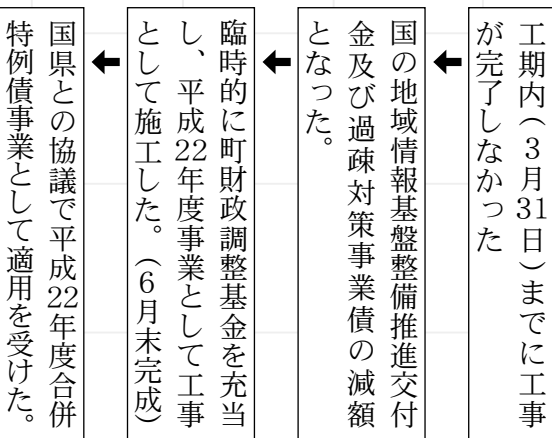 工期内（３月31日）までに工事
が完了しなかった
←
国の地域情報基盤整備推進交付
金及び過疎対策事業債の減額
となった。
←
臨時的に町財政調整基金を充当
し、平成22年度事業として工事
として施工した。（６月末完成）
←
国県との協議で平成22年度合併
特例債事業として適用を受けた。